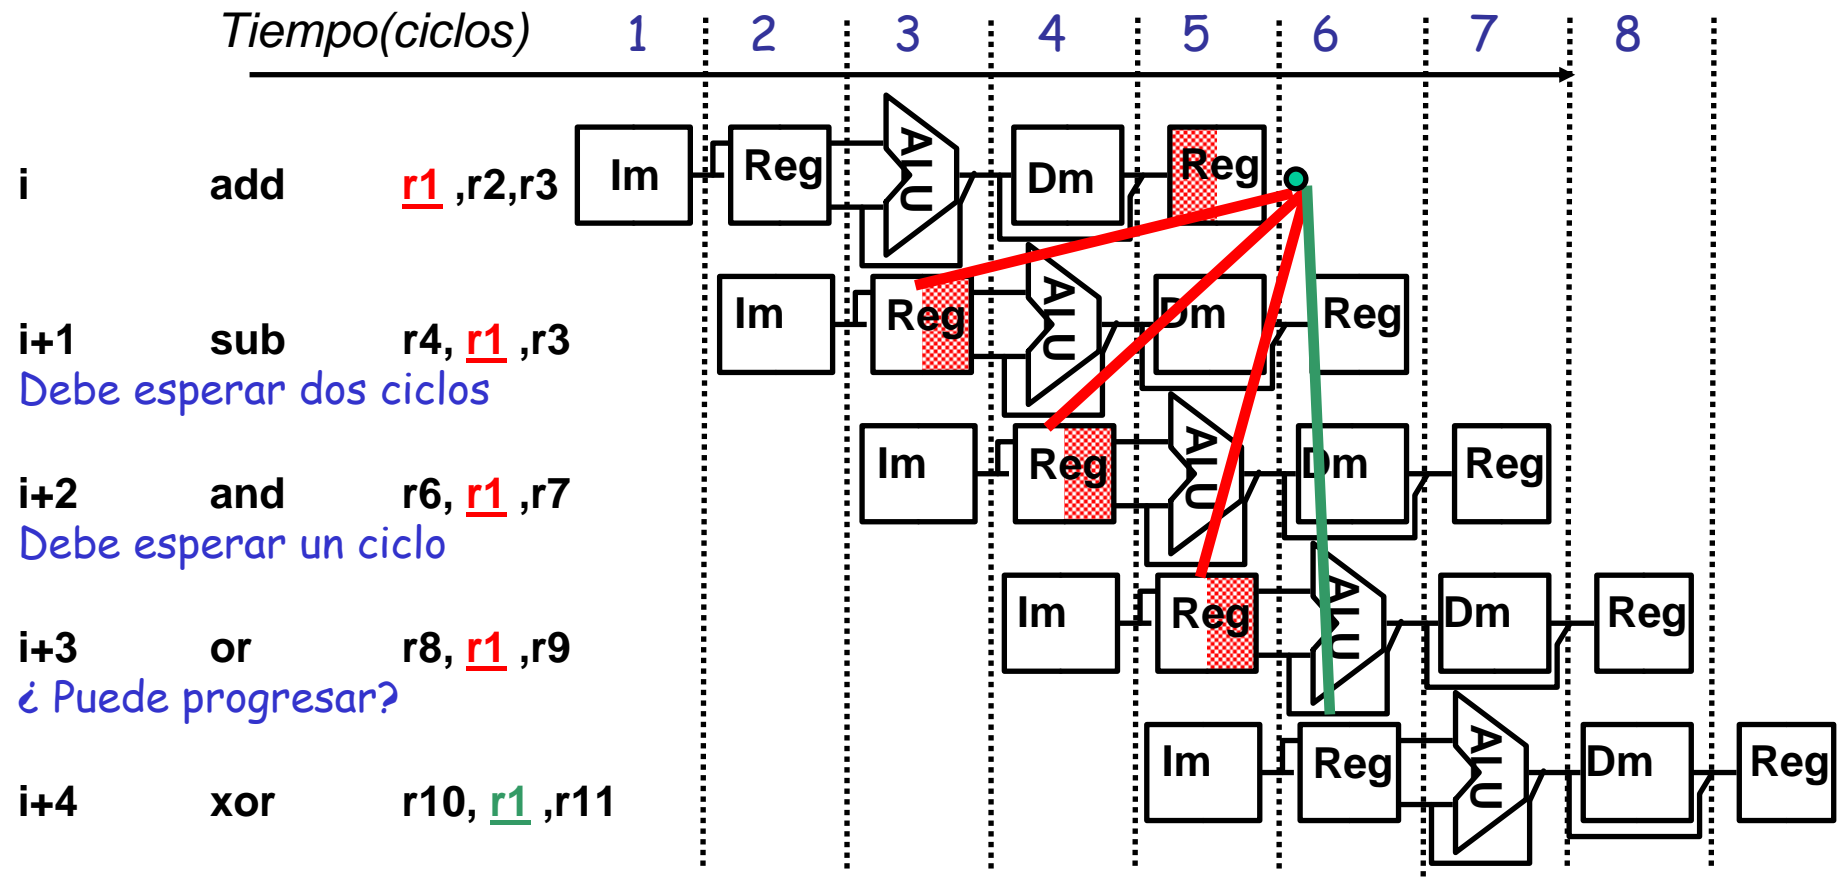 Tiempo(ciclos) 1 2 3 4 5 6 7 8
i add r1 ,r2,r3 Im Reg ALU Dm Reg
i+1 sub r4, r1 ,r3 Im Reg ALU Dm Reg
Debe esperar dos ciclos
i+2 and r6, r1 ,r7 Im Reg ALU Dm Reg
Debe esperar un ciclo
i+3 or r8, r1 ,r9 Im Reg ALU Dm Reg
¿ Puede progresar?
i+4 xor r10, r1 ,r11 Im Reg ALU Dm Reg